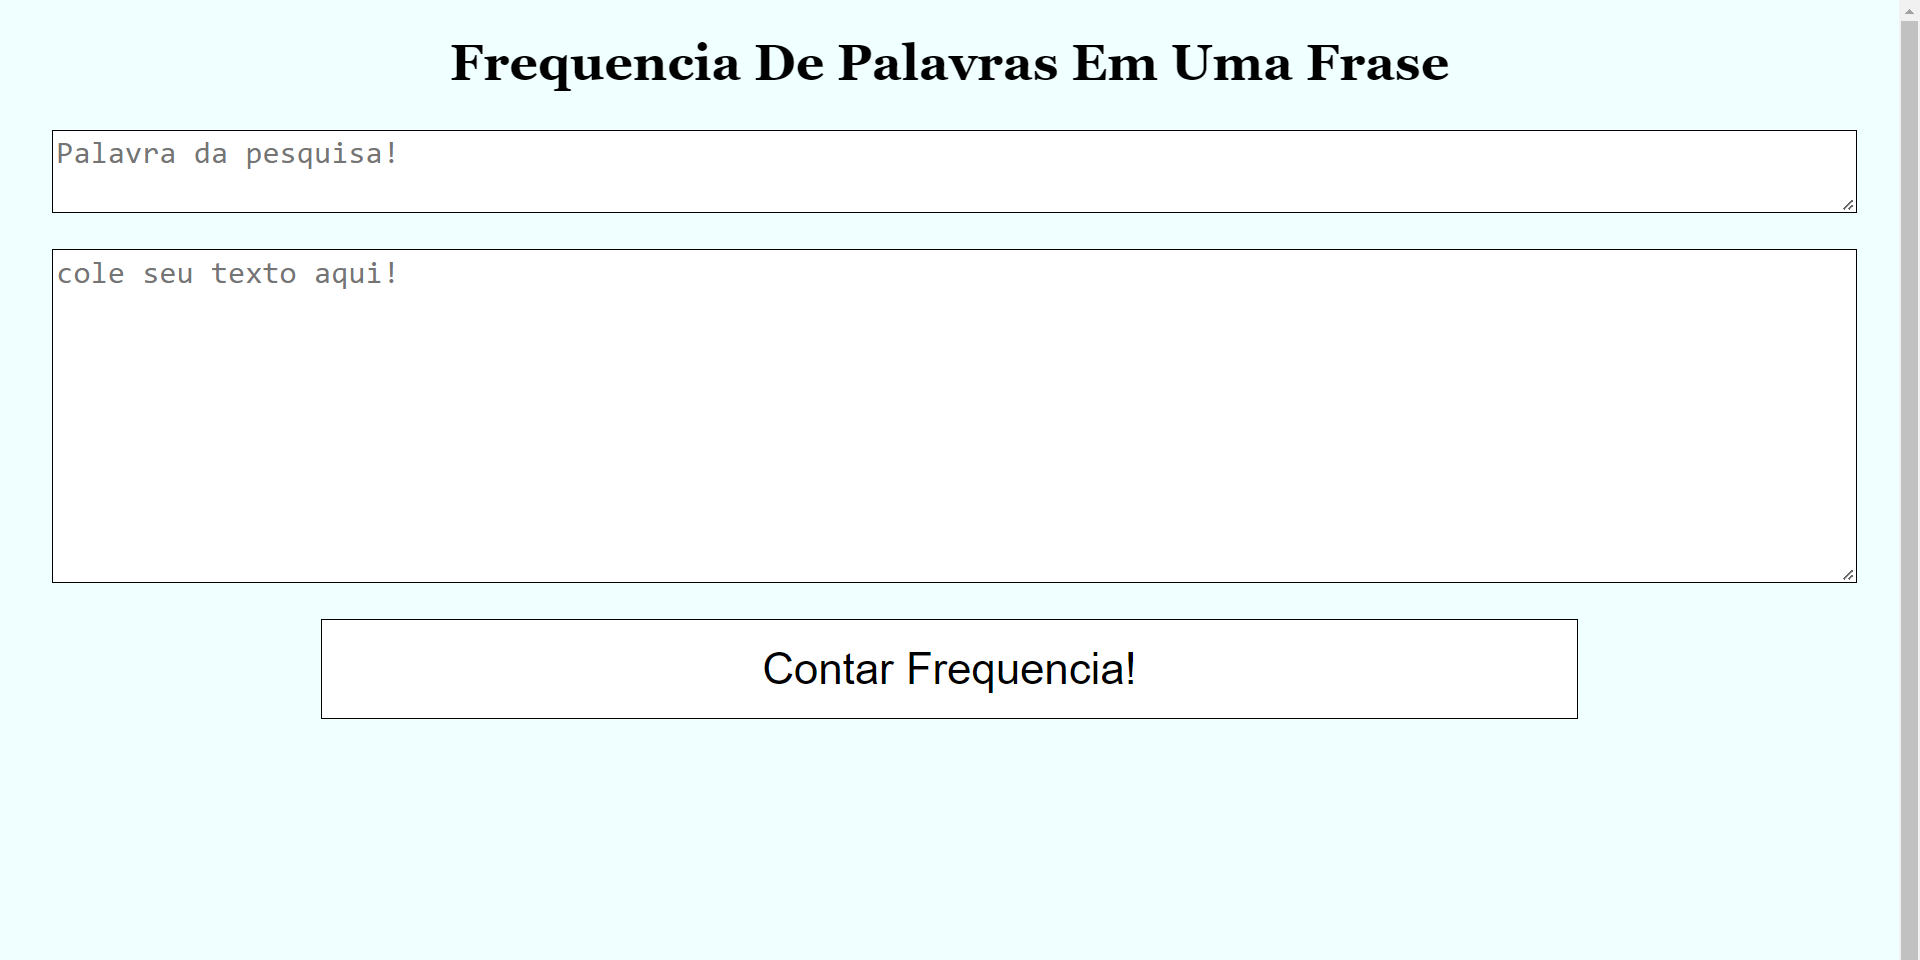 Frequencia De Palavras Em Uma Frase
Palavra da pesquisa!
cole seu texto aqui!
Contar Frequencia!